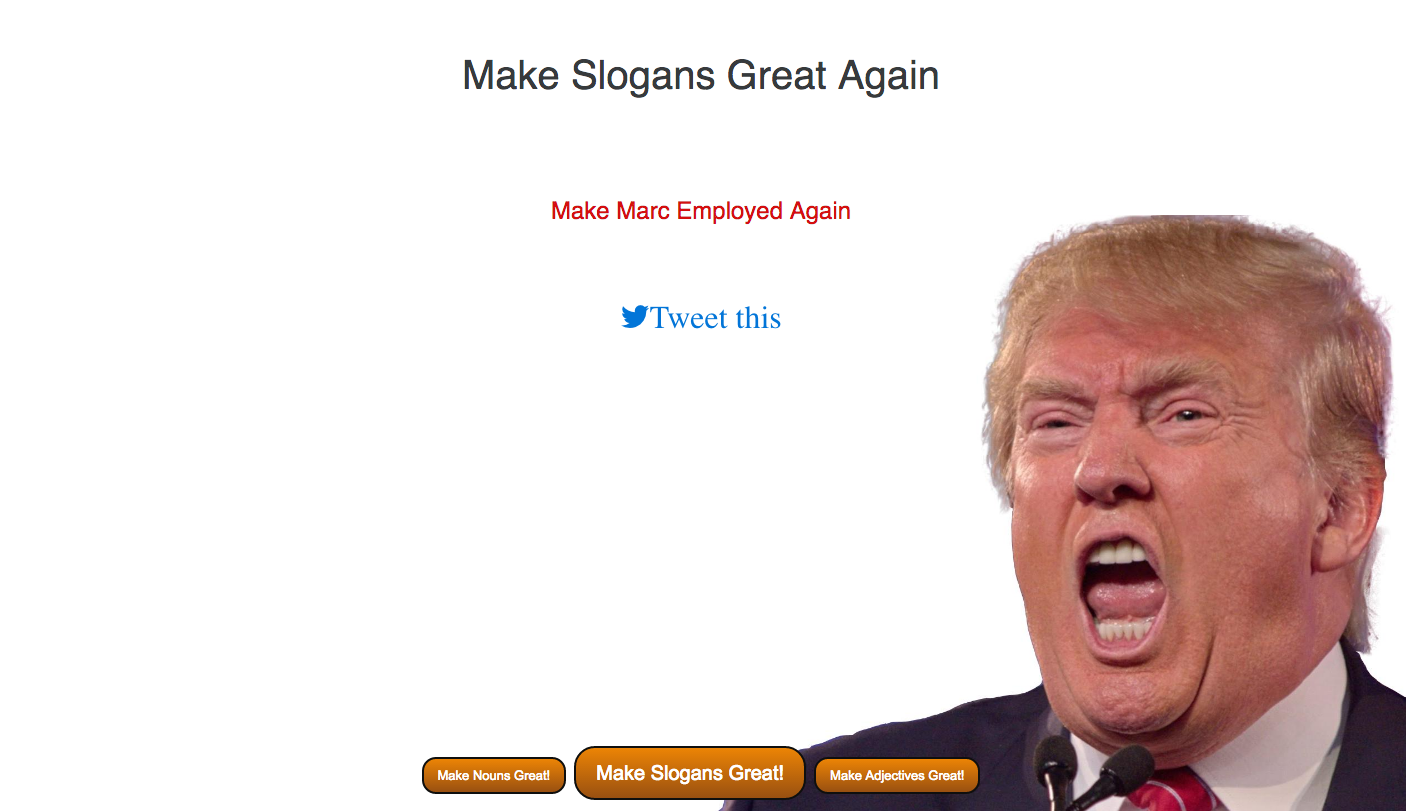 Make Slogans Great Again
Make Marc Employed Again
Tweet this
Make Nouns Great!
Make Slogans Great!
Make Adjectives Great!